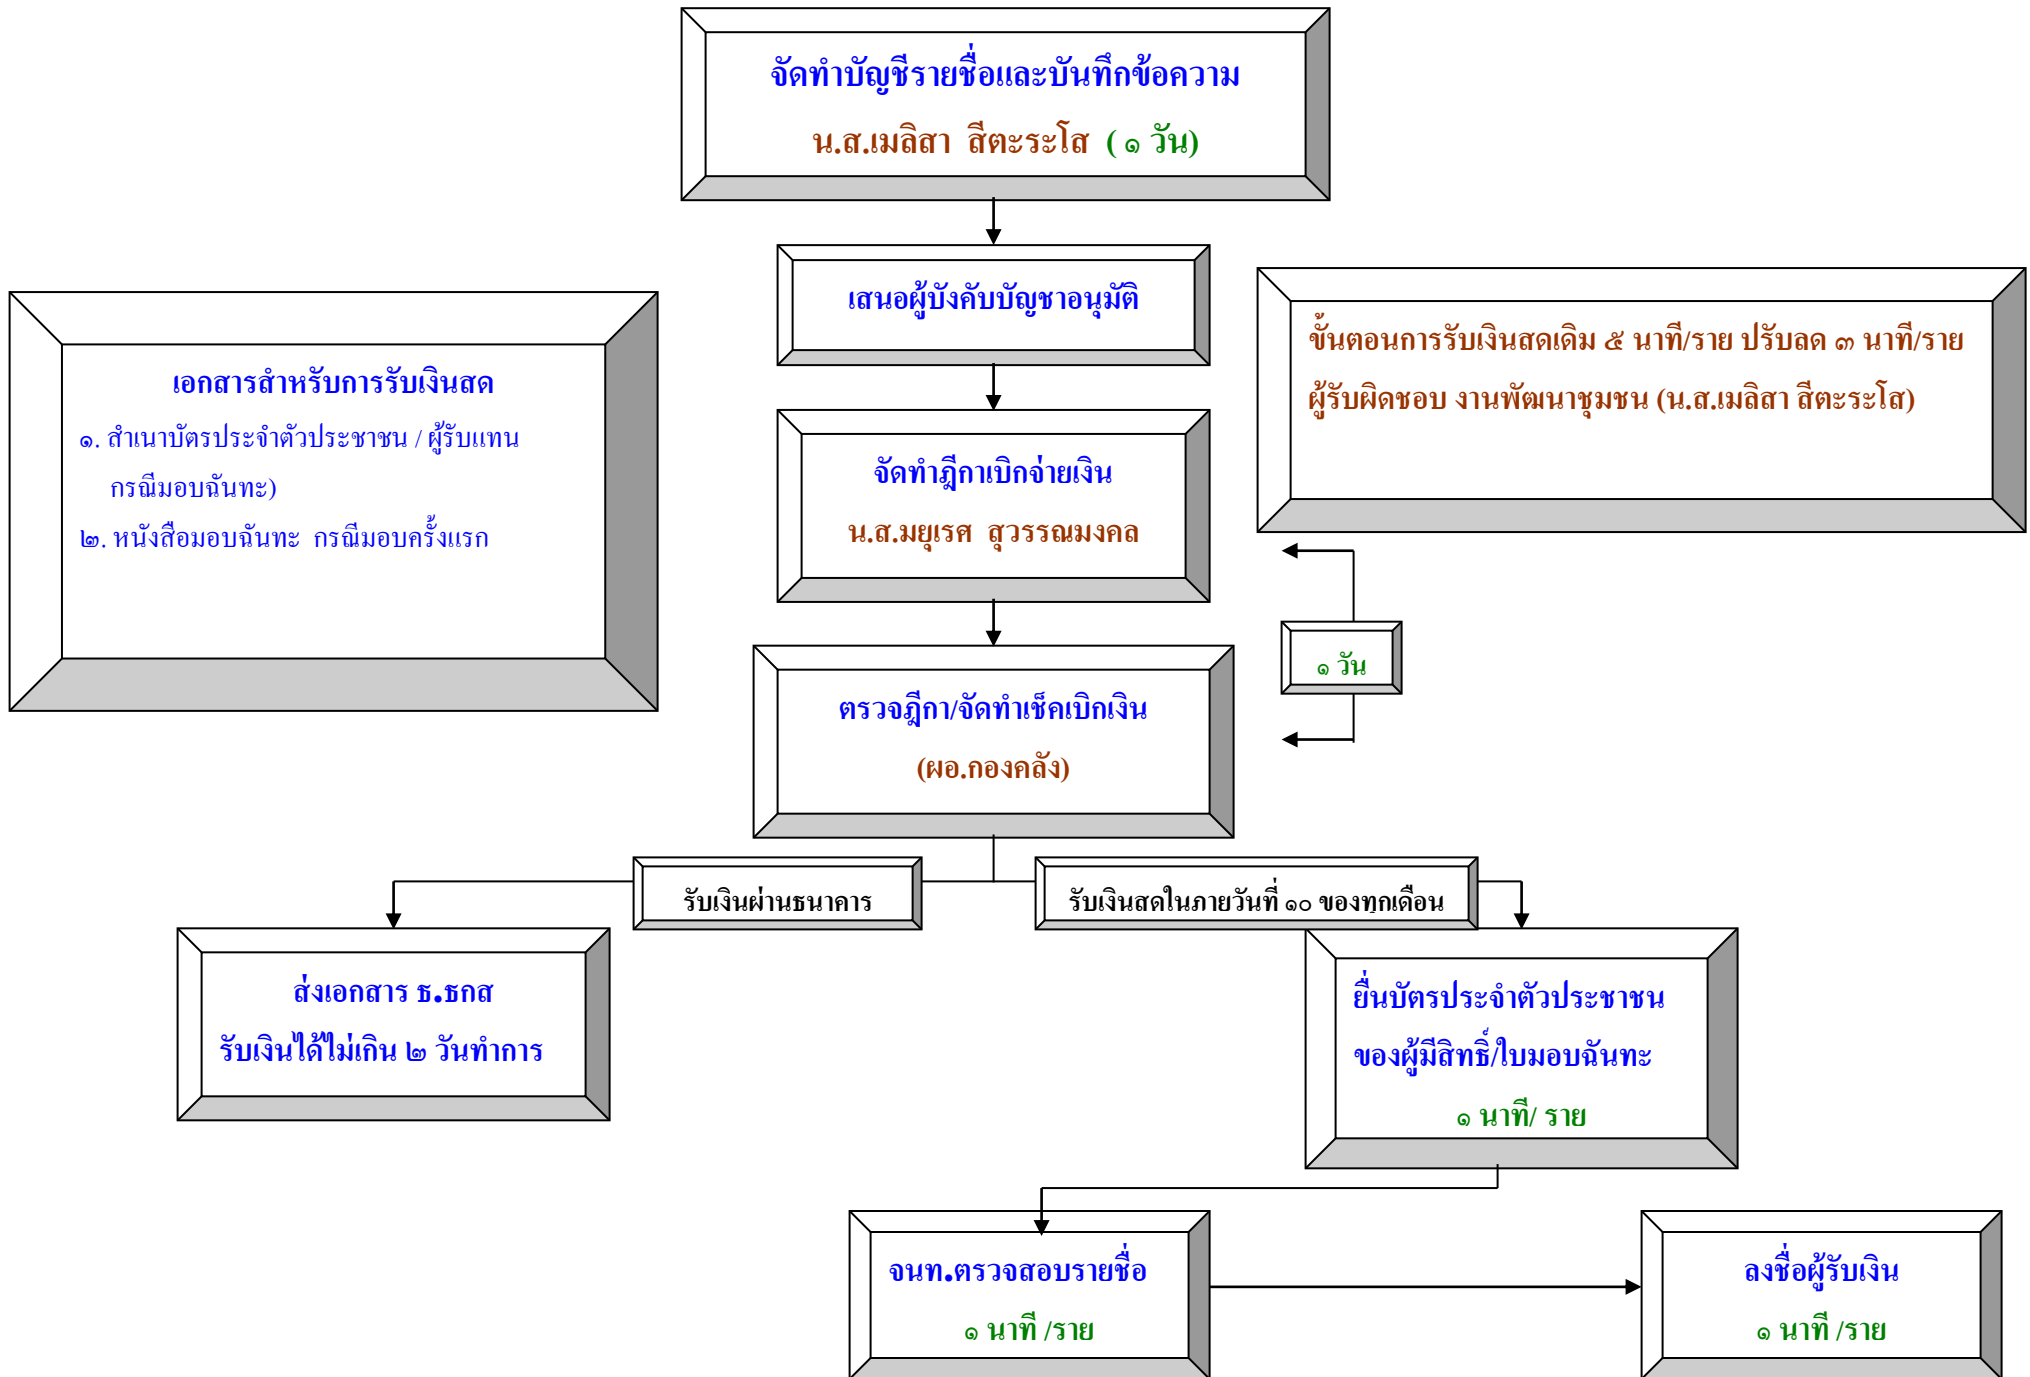 จัดทำบัญชีรายชื่อและบันทึกข้อความ
น.ส.เมลิสา สีตะระโส ( ๑ วัน)
เสนอผู้บังคับบัญชาอนุมัติ
เอกสารสำหรับการรับเงินสด
๑. สำเนาบัตรประจำตัวประชาชน / ผู้รับแทน
กรณีมอบฉันทะ)
๒. หนังสือมอบฉันทะ กรณีมอบครั้งแรก
ขั้นตอนการรับเงินสดเดิม ๕ นาที/ราย ปรับลด ๓ นาที/ราย
ผู้รับผิดชอบ งานพัฒนาชุมชน (น.ส.เมลิสา สีตะระโส)
จัดทำฎีกาเบิกจ่ายเงิน
น.ส.มยุเรศ สุวรรณมงคล
๑ วัน
ตรวจฎีกา/จัดทำเช็คเบิกเงิน
(ผอ.กองคลัง)
รับเงินผ่านธนาคาร
รับเงินสดในภายวันที่ ๑๐ ของทุกเดือน
ส่งเอกสาร ธ.ธกส
รับเงินได้ไม่เกิน ๒ วันทำการ
ยื่นบัตรประจำตัวประชาชน
ของผู้มีสิทธิ์/ใบมอบฉันทะ
๑ นาที/ ราย
จนท.ตรวจสอบรายชื่อ
๑ นาที /ราย
ลงชื่อผู้รับเงิน
๑ นาที /ราย